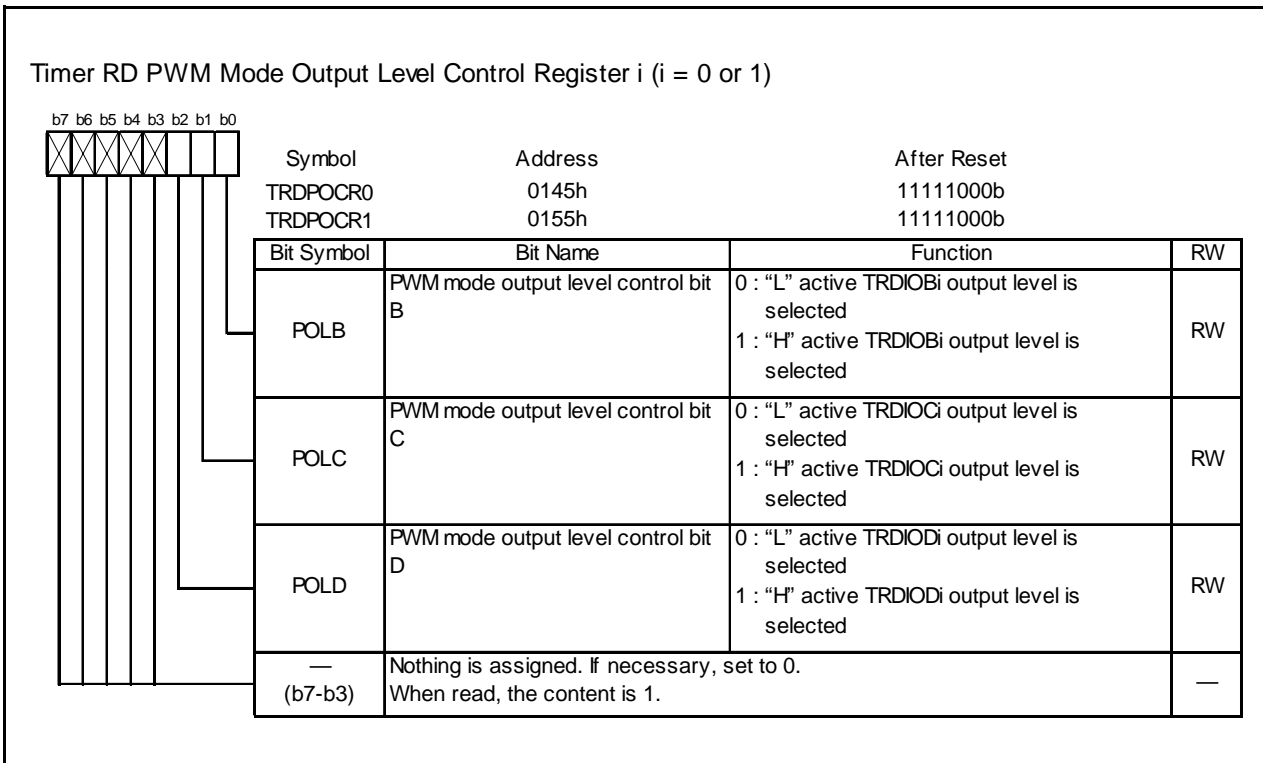 Timer RD PWM Mode Output Level Control Register i (i = 0 or 1)
b7 b6 b5 b4 b3 b2 b1 b0
Symbol Address After Reset
TRDPOCR0 0145h 11111000b
TRDPOCR1 0155h 11111000b
Bit Symbol Bit Name Function RW
POLB PWM mode output level control bit B 0 : “L” active TRDIOBi output level is
selected
1 : “H” active TRDIOBi output level is
selected RW
POLC PWM mode output level control bit C 0 : “L” active TRDIOCi output level is
selected
1 : “H” active TRDIOCi output level is
selected RW
POLD PWM mode output level control bit D 0 : “L” active TRDIODi output level is
selected
1 : “H” active TRDIODi output level is
selected RW
— Nothing is assigned. If necessary, set to 0. —
(b7-b3) When read, the content is 1.